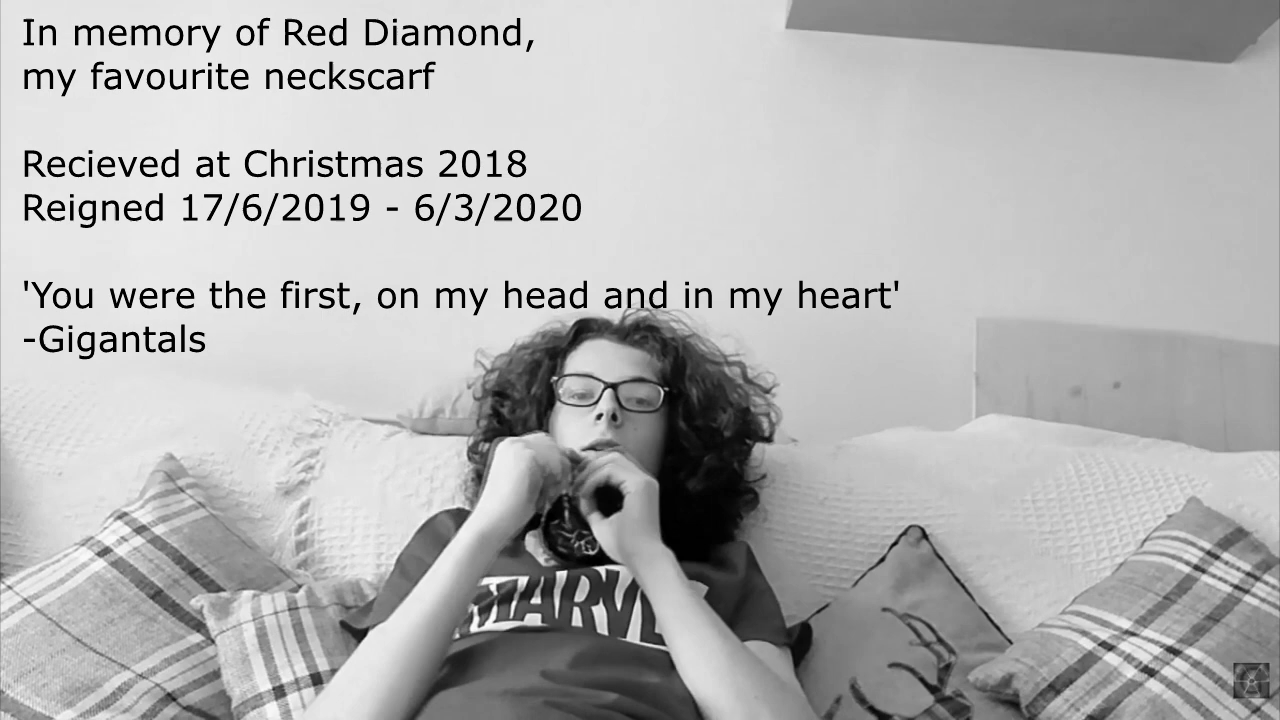 In memory of Red Diamond,
my favourite neckscarf
Recieved at Christmas 2018
Reigned 17/6/2019 - 6/3/2020
'You were the first, on my head and in my heart'
-Gigantals
MARVEL